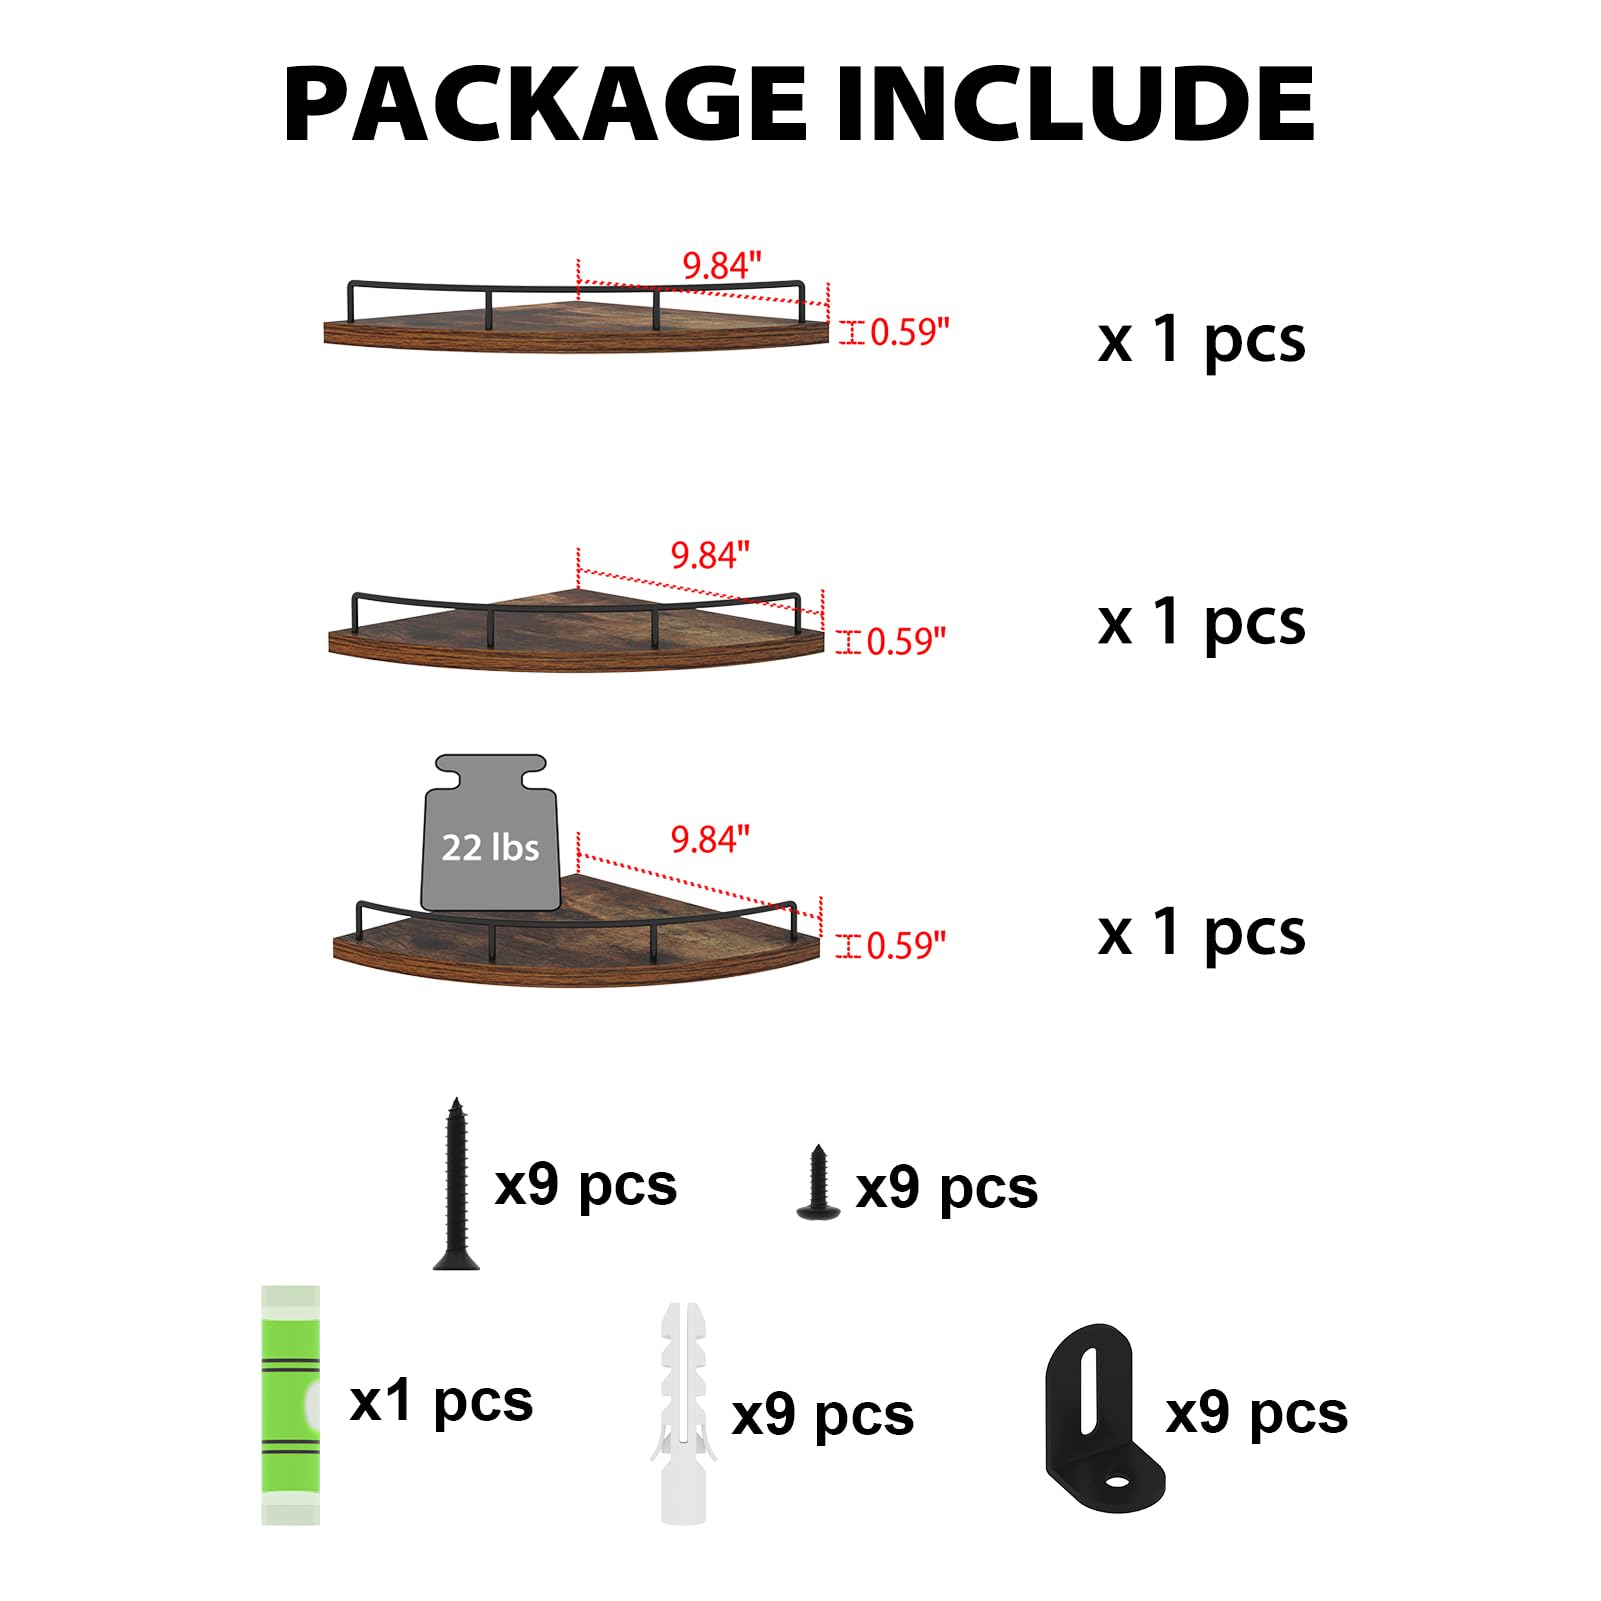 PACKAGE INCLUDE
9.84"
0.59"
x 1 pcs
9.84"
0.59"
x 1 pcs
22 lbs
9.84"
0.59"
x 1 pcs
x9 pcs
x9 pcs
x1 pcs
x9 pcs
x9 pcs